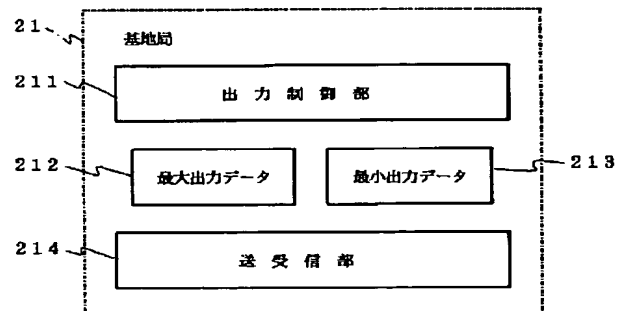 21
基地局
211
出力制御部
212
最大出力データ
最小出力データ
213
214
送受信部